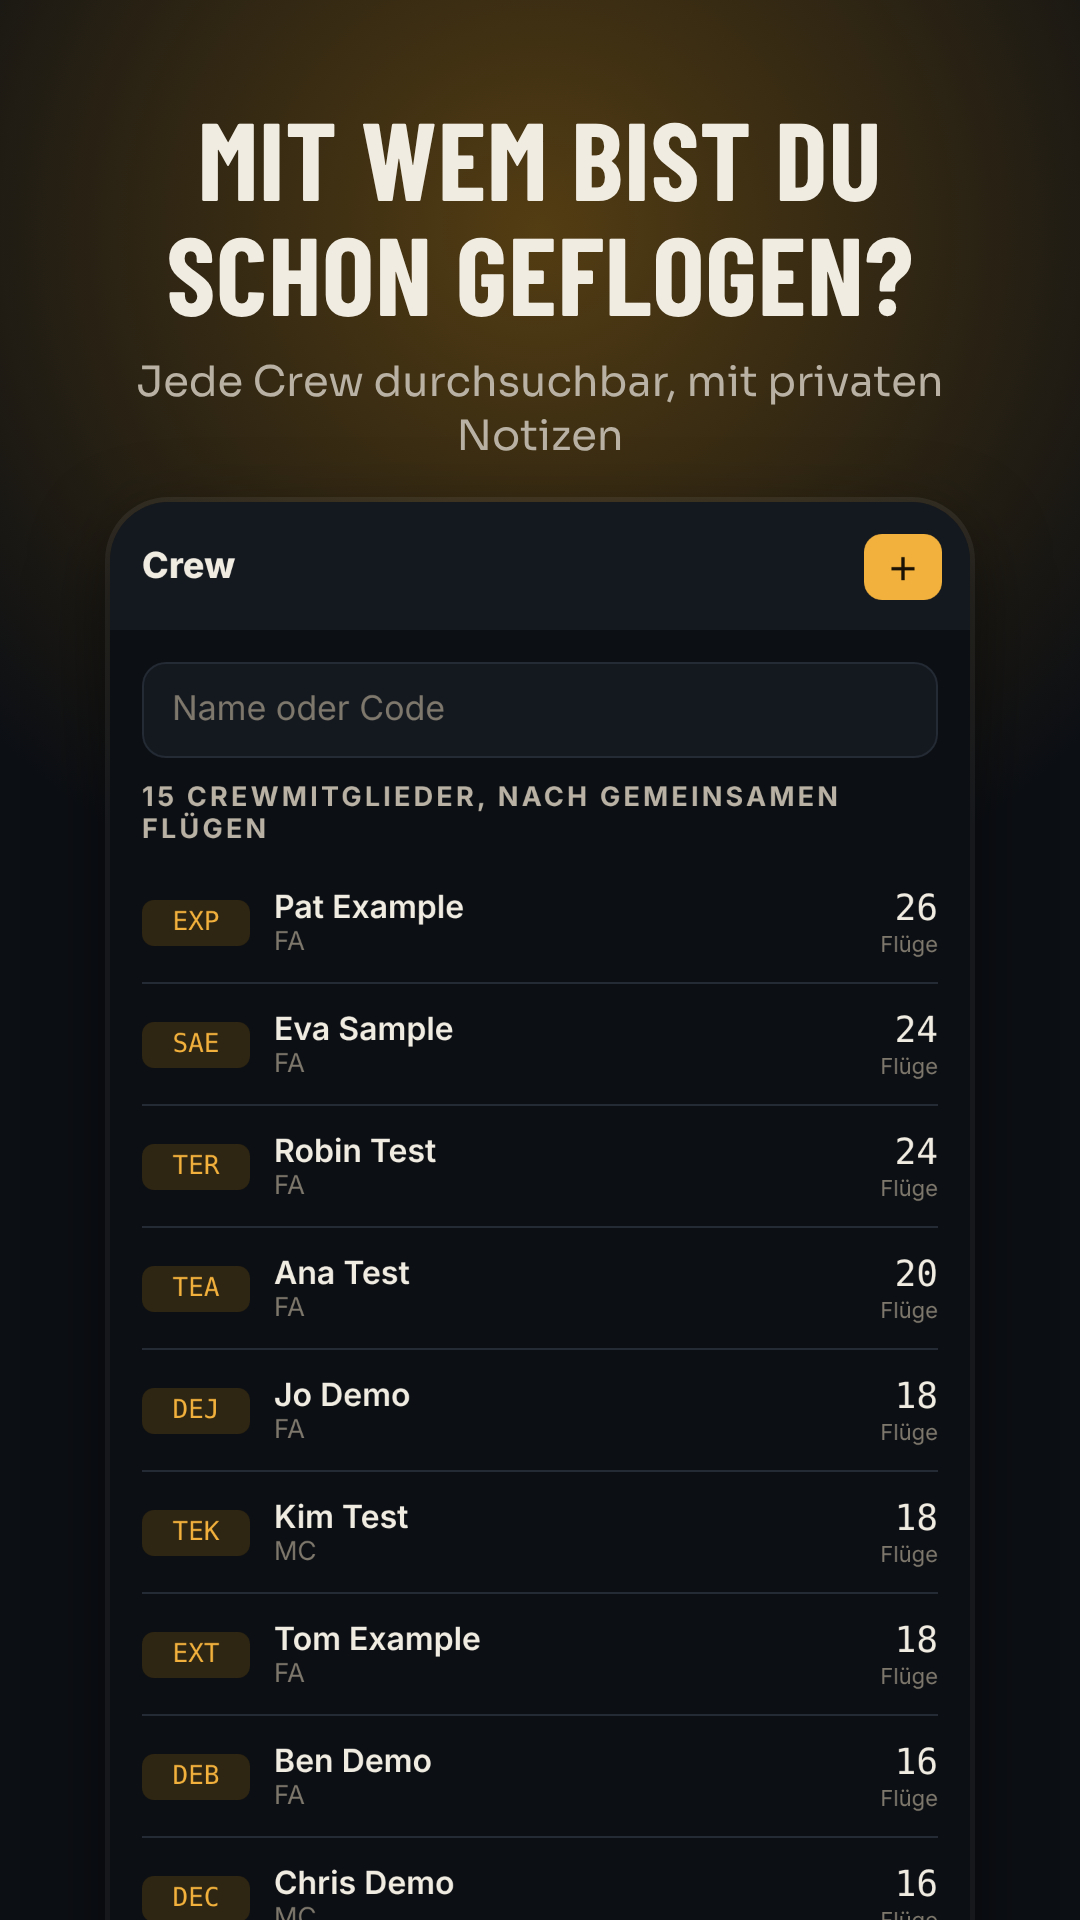 MIT WEM BIST DU
SCHON GEFLOGEN?
Jede Crew durchsuchbar, mit privaten
Notizen
Crew
+
Name oder Code
15 CREWMITGLIEDER, NACH GEMEINSAMEN
FLÜGEN
EXP Pat Example 26
FA Flüge
SAE Eva Sample 24
FA Flüge
TER Robin Test 24
FA Flüge
TEA Ana Test 20
FA Flüge
DEJ Jo Demo 18
FA Flüge
TEK Kim Test 18
MC Flüge
EXT Tom Example 18
FA Flüge
DEB Ben Demo 16
FA Flüge
DEC Chris Demo 16
MC Flüge